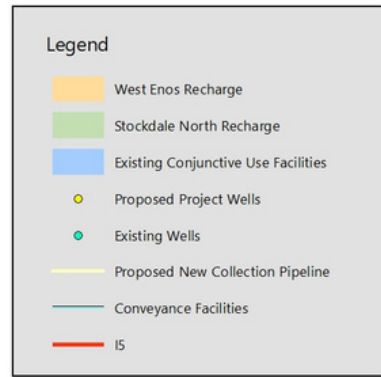 Legend
West Enos Recharge
Stockdale North Recharge
Existing Conjunctive Use Facilities
Proposed Project Wells
Existing Wells
Proposed New Collection Pipeline
Conveyance Facilities
I5